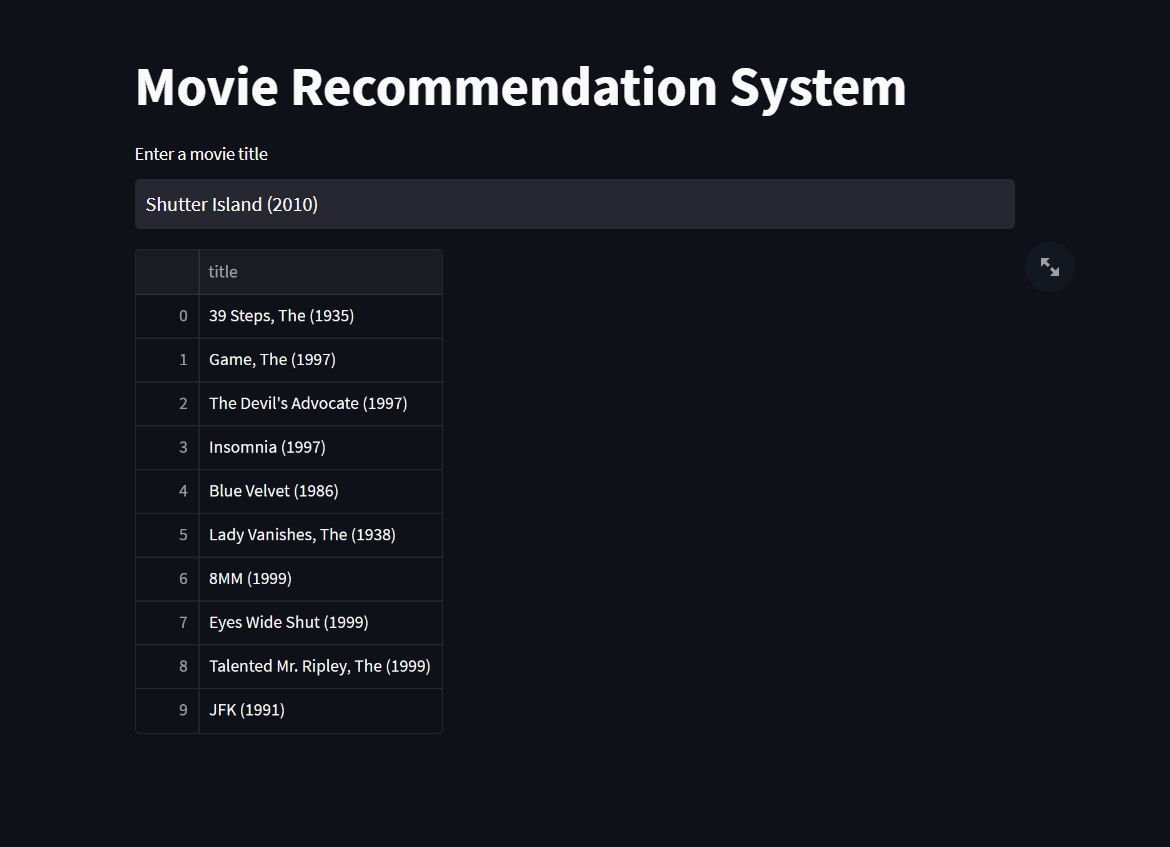 Movie Recommendation System
Enter a movie title
Shutter Island (2010)
title
0 39 Steps, The (1935)
1 Game, The (1997)
2 The Devil's Advocate (1997)
3 Insomnia (1997)
4 Blue Velvet (1986)
5 Lady Vanishes, The (1938)
6 8MM (1999)
7 Eyes Wide Shut (1999)
8 Talented Mr. Ripley, The (1999)
9 JFK (1991)